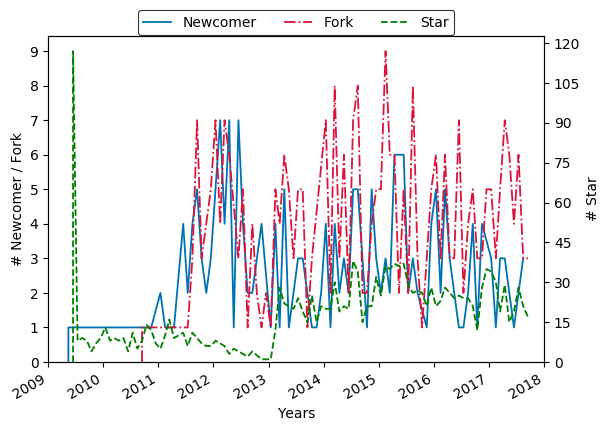 Newcomer Fork Star
9 8 7 6 5 4 3 2 1 0
# Newcomer / Fork
120 105 90 75 60 45 30 15 0
# Star
2009 2010 2011 2012 2013 2014 2015 2016 2017 2018
Years